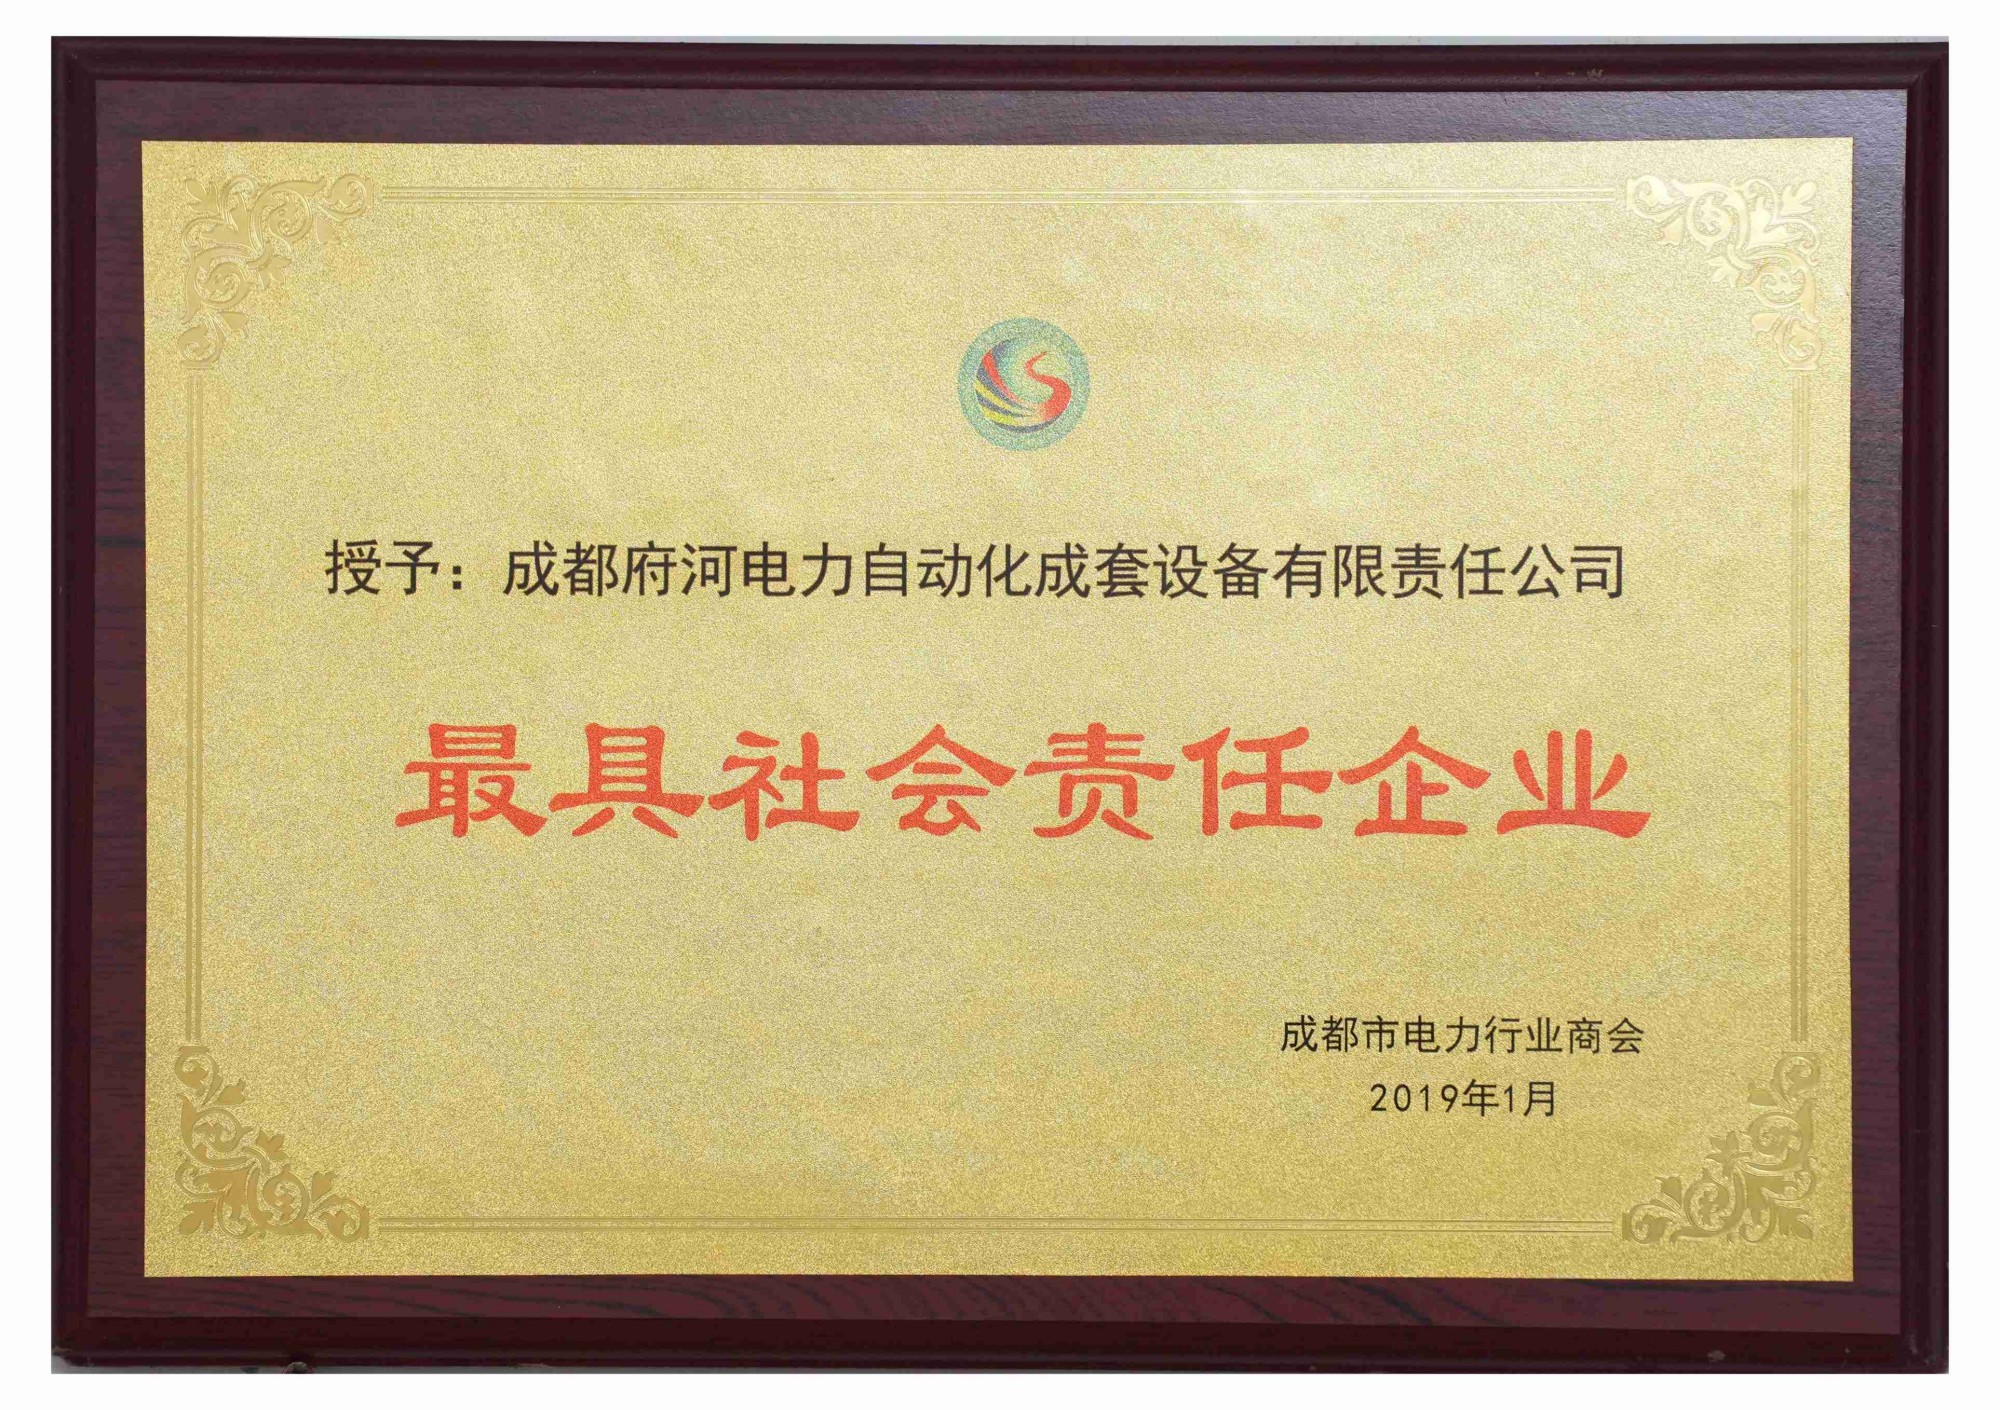 授予：成都府河电力自动化成套设备有限责任公司
最具社会责任企业
成都市电力行业商会
2019年1月